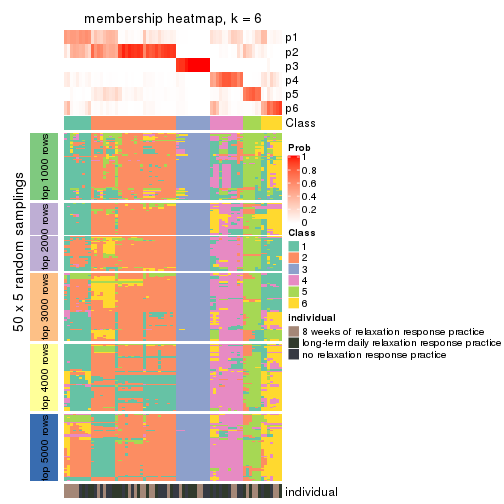 membership heatmap, k = 6
p1
p2
p3
p4
p5
p6
Class
50 x 5 random samplings
top 1000 rows
top 2000 rows
top 3000 rows
top 4000 rows
top 5000 rows
Prob
1
0.8
0.6
0.4
0.2
0
Class
1
2
3
4
5
6
individual
8 weeks of relaxation response practice
long-term daily relaxation response practice
no relaxation response practice
individual